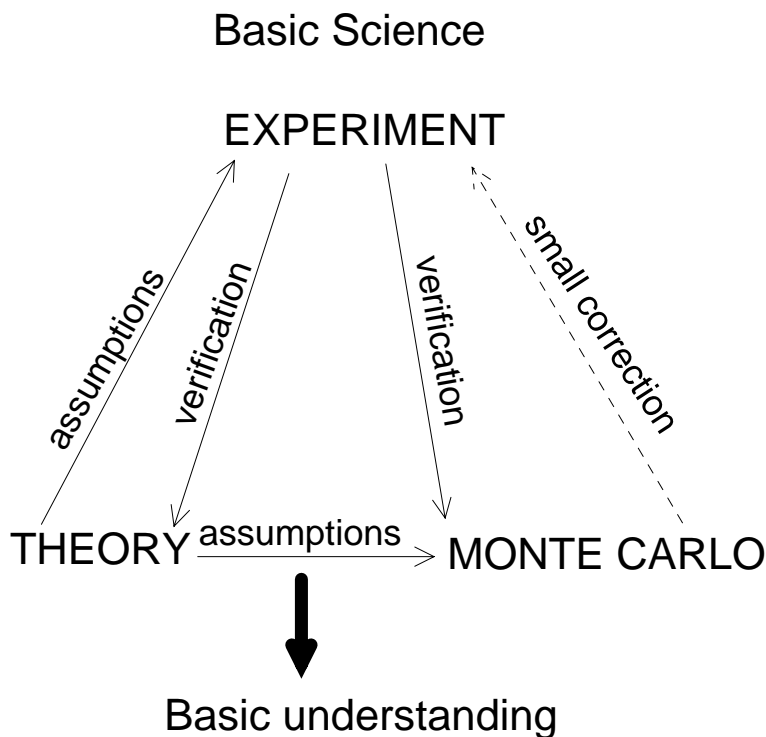 Basic Science
EXPERIMENT
assumptions
verification
verification
small correction
THEORY
assumptions
MONTE CARLO
Basic understanding